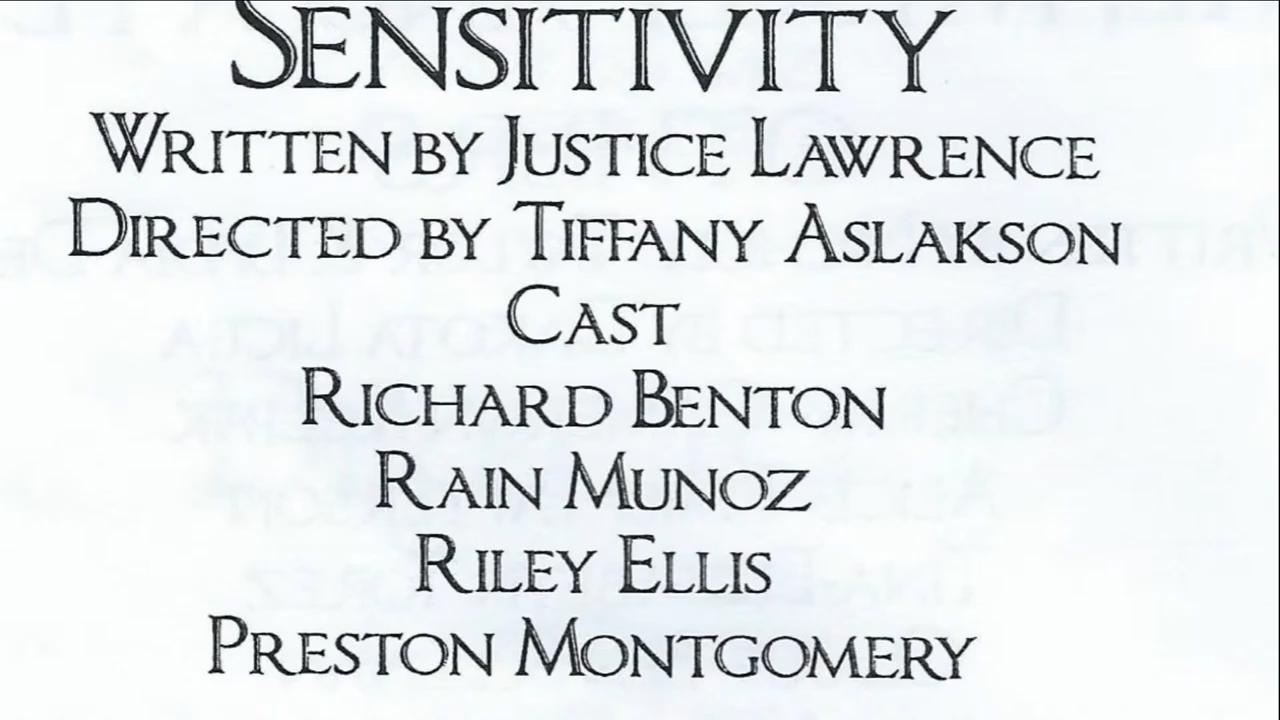 SENSITIVITY
WRITTEN BY JUSTICE LAWRENCE
DIRECTED BY TIFFANY ASLAKSON
CAST
RICHARD BENTON
RAIN MUNOZ
RILEY ELLIS
PRESTON MONTGOMERY